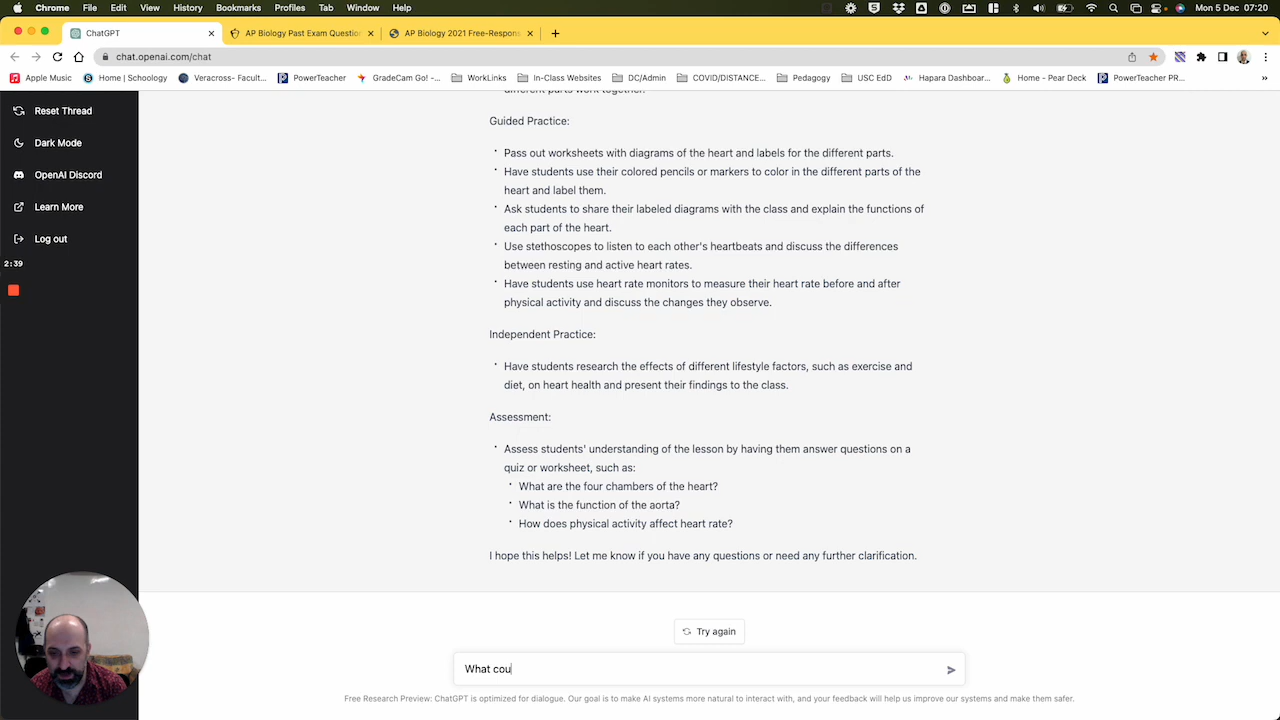 App Biology History Bookmarks Profiles Tab Window Help Mon 5 Dec 07:20
ChatGPT AP Biology Past Exam Questio AP Biology 2021 Free-Respons
chat.openai.com/chat
Apple Music Home | Schoology Veracross- Facult... PowerTeacher GradeCam Go! -... WorkLinks In-Class Websites DC/Admin COVID/DISTANCE... Pedagogy USC EdD Hapara Dashboar... Home - Pear Deck PowerTeacher PR... »
different parts work together.
Reset Thread
Dark Mode
OpenAI Discord
Learn More
Log out
2:39
Guided Practice:
• Pass out worksheets with diagrams of the heart and labels for the different parts.
• Have students use their colored pencils or markers to color in the different parts of the
heart and label them.
• Ask students to share their labeled diagrams with the class and explain the functions of
each part of the heart.
• Use stethoscopes to listen to each other's heartbeats and discuss the differences
between resting and active heart rates.
• Have students use heart rate monitors to measure their heart rate before and after
physical activity and discuss the changes they observe.
Independent Practice:
• Have students research the effects of different lifestyle factors, such as exercise and
diet, on heart health and present their findings to the class.
Assessment:
• Assess students' understanding of the lesson by having them answer questions on a
quiz or worksheet, such as:
• What are the four chambers of the heart?
• What is the function of the aorta?
• How does physical activity affect heart rate?
I hope this helps! Let me know if you have any questions or need any further clarification.
Try again
What cou
Free Research Preview: ChatGPT is optimized for dialogue. Our goal is to make AI systems more natural to interact with, and your feedback will help us improve our systems and make them safer.